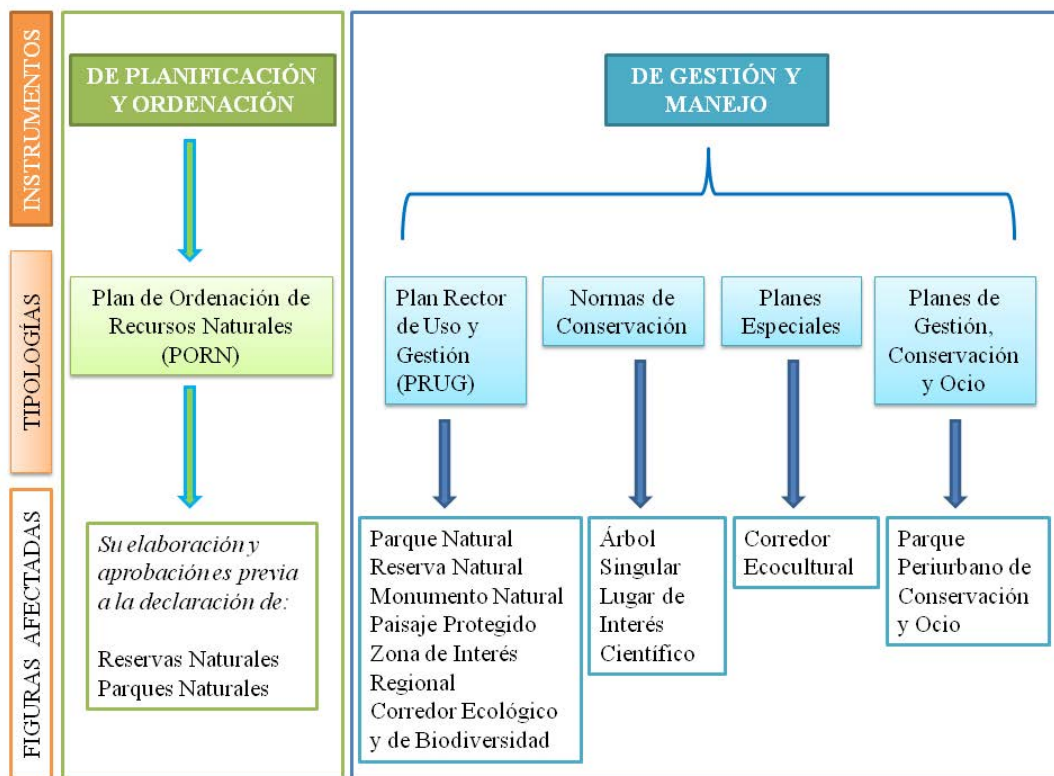 INSTRUMENTOS
DE PLANIFICACIÓN
Y ORDENACIÓN
DE GESTIÓN Y
MANEJO
TIPOLOGÍAS
Plan de Ordenación de
Recursos Naturales
(PORN)
Plan Rector
de Uso y
Gestión
(PRUG)
Normas de
Conservación
Planes
Especiales
Planes de
Gestión,
Conservación
y Ocio
FIGURAS AFECTADAS
Su elaboración y
aprobación es previa
a la declaración de:
Reservas Naturales
Parques Naturales
Parque Natural
Reserva Natural
Monumento Natural
Paisaje Protegido
Zona de Interés
Regional
Corredor Ecológico
y de Biodiversidad
Árbol
Singular
Lugar de
Interés
Científico
Corredor
Ecocultural
Parque
Periurbano de
Conservación
y Ocio